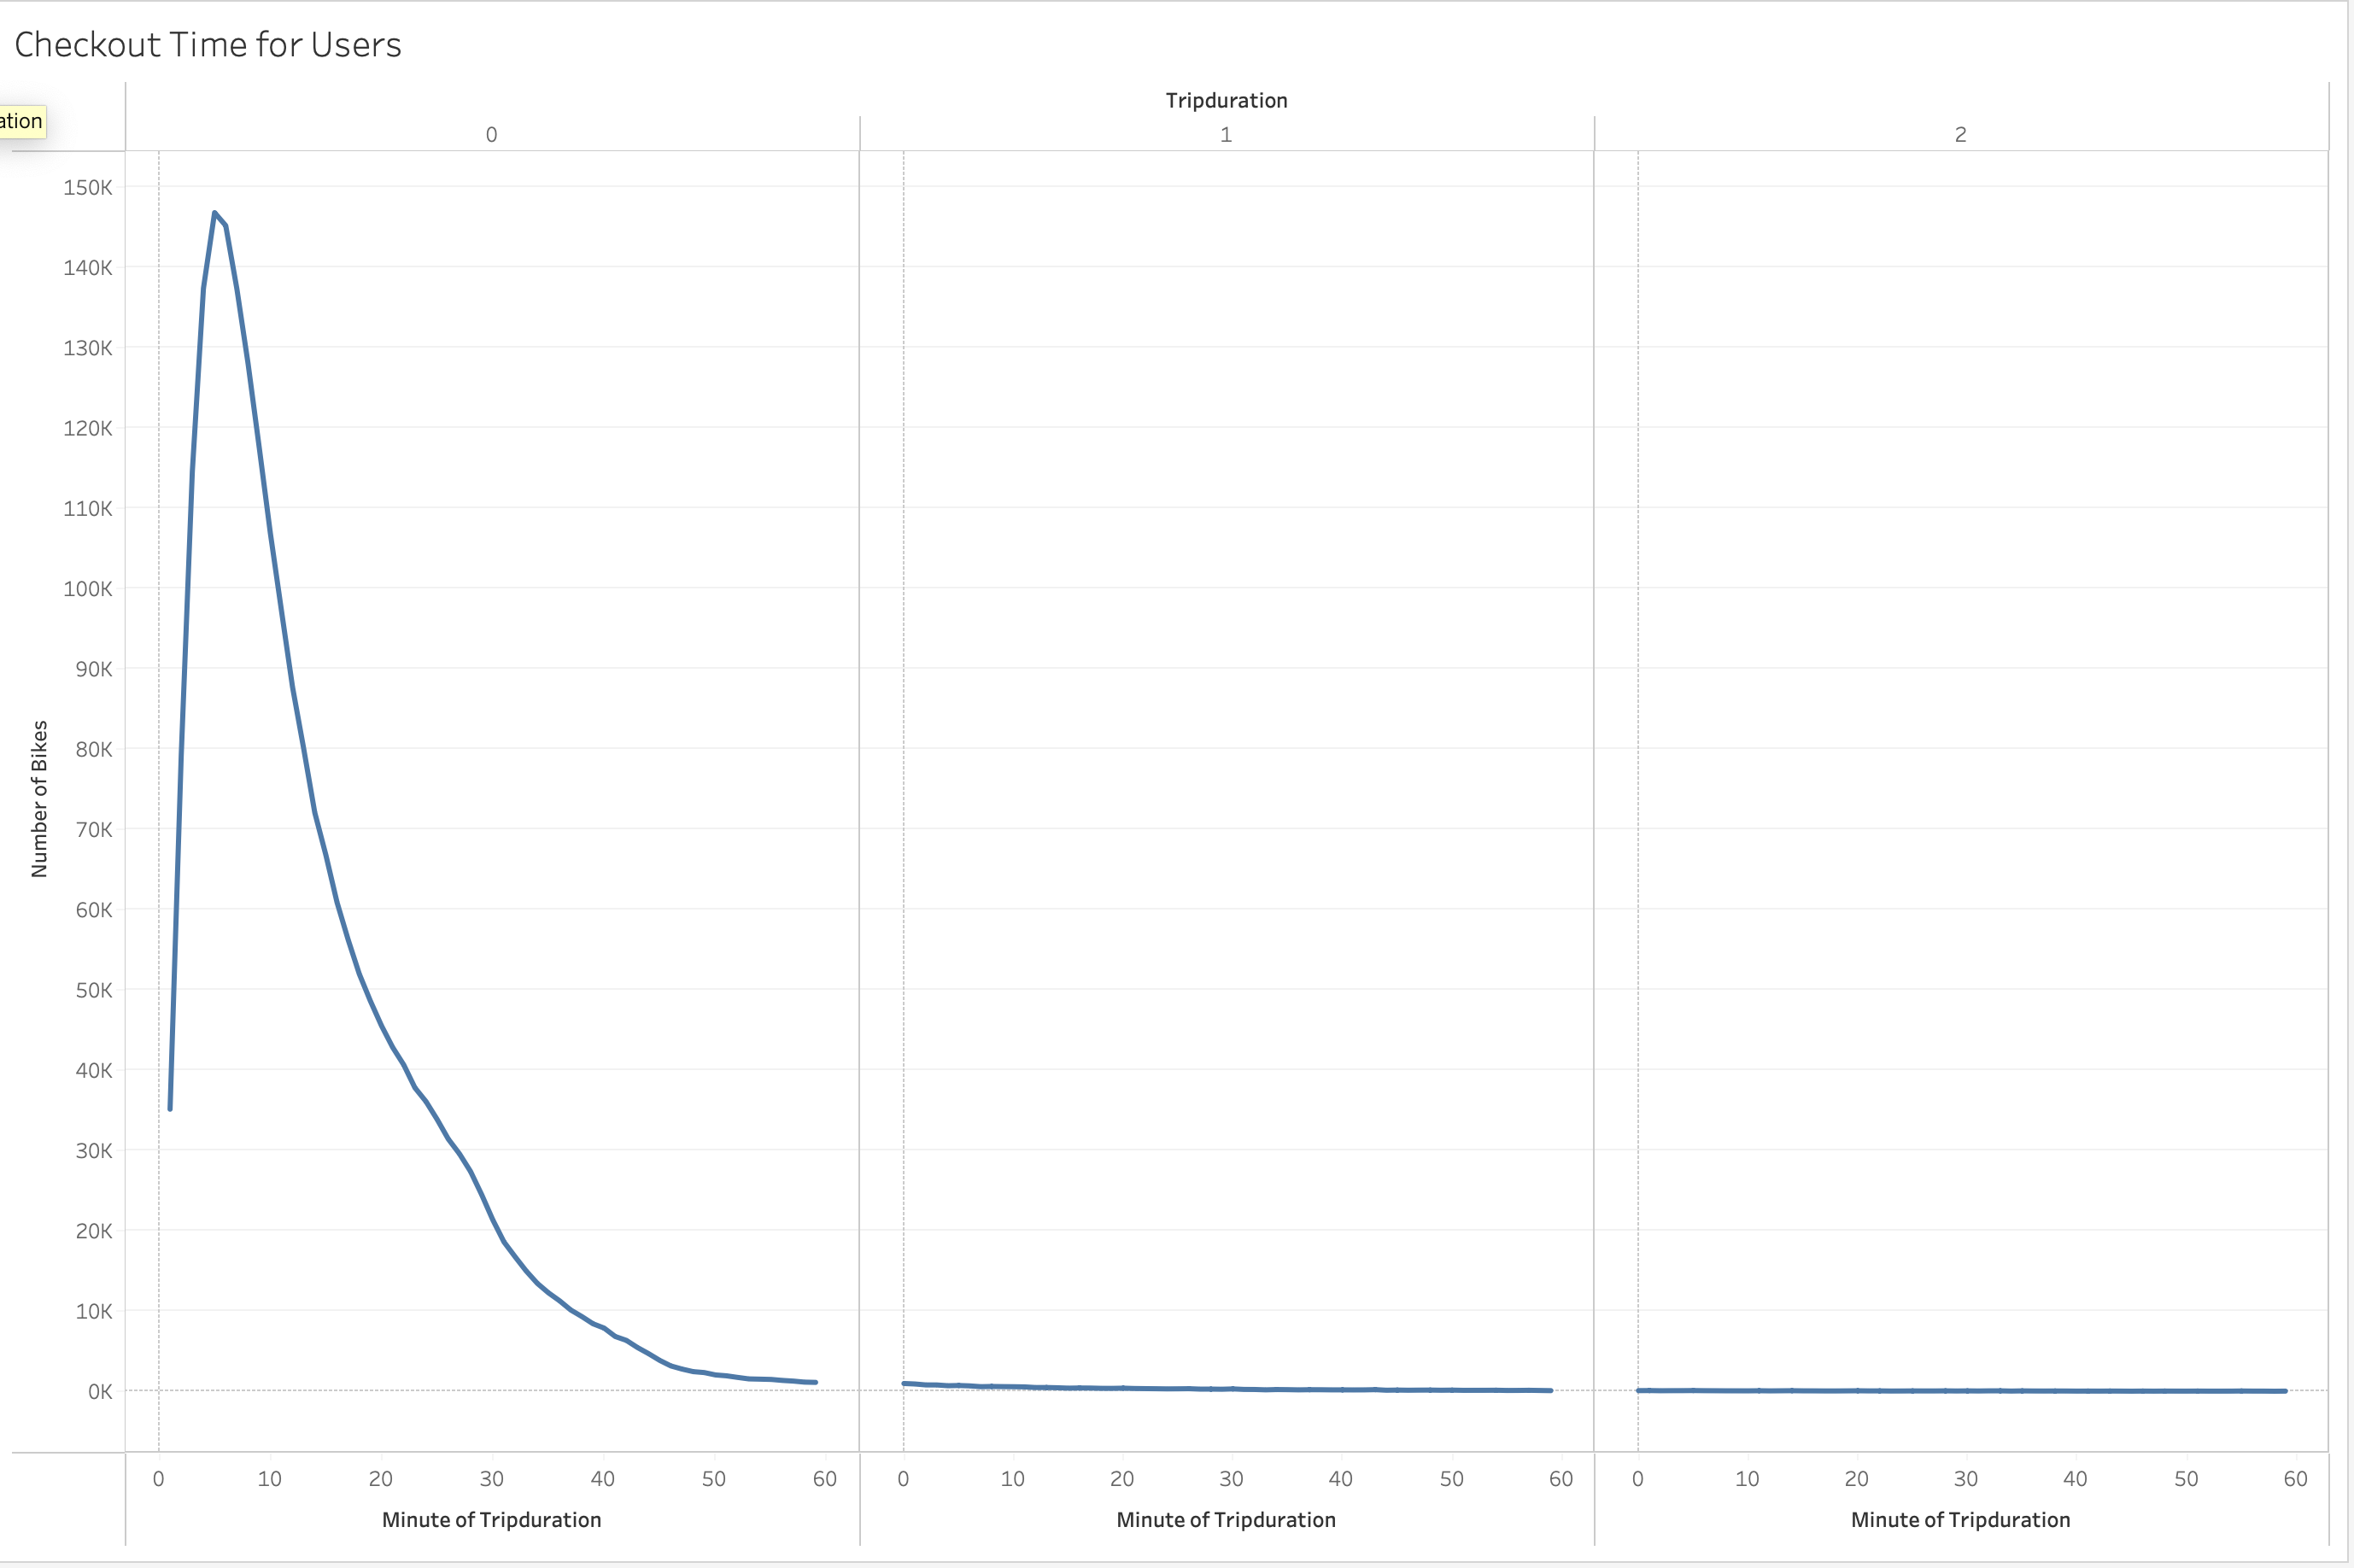 Checkout Time for Users
Tripduration
ation
0 1 2
150K
140K
130K
120K
110K
100K
90K
80K
70K
60K
50K
40K
30K
20K
10K
0K
Number of Bikes
0 10 20 30 40 50 60 0 10 20 30 40 50 60 0 10 20 30 40 50 60
Minute of Tripduration Minute of Tripduration Minute of Tripduration